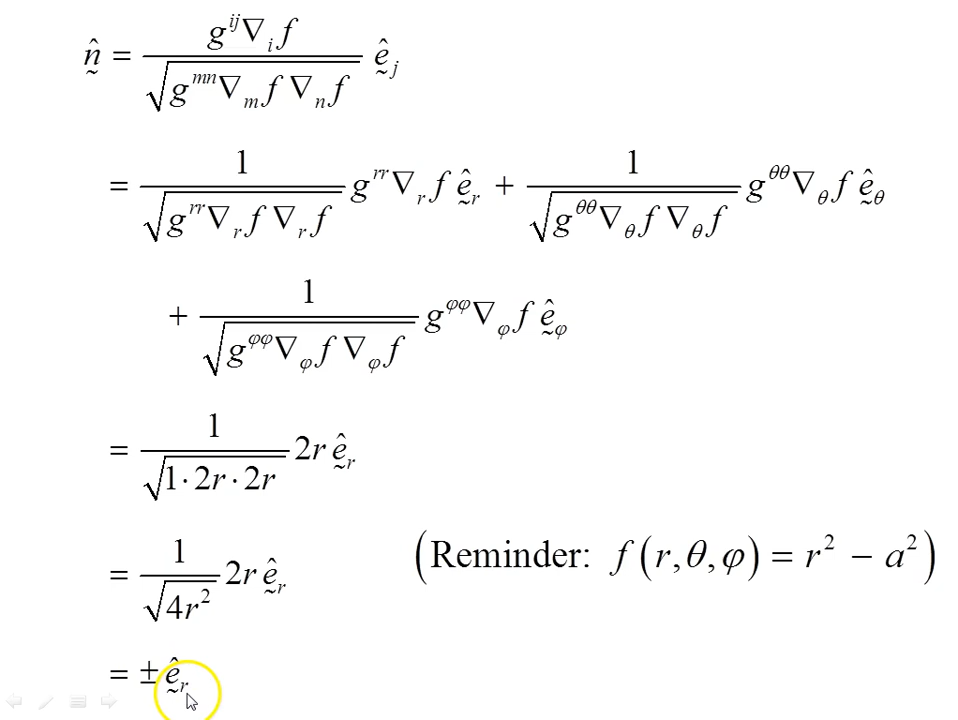 n̂ = g^{ij}∇_i f / √(g^{mn}∇_m f ∇_n f) ê_j
= 1 / √(g^{rr}∇_r f ∇_r f) g^{rr}∇_r f ê_r + 1 / √(g^{θθ}∇_θ f ∇_θ f) g^{θθ}∇_θ f ê_θ
+ 1 / √(g^{φφ}∇_φ f ∇_φ f) g^{φφ}∇_φ f ê_φ
= 1 / √(1·2r·2r) 2r ê_r
= 1 / √(4r²) 2r ê_r (Reminder: f(r,θ,φ) = r² − a²)
= ± ê_r